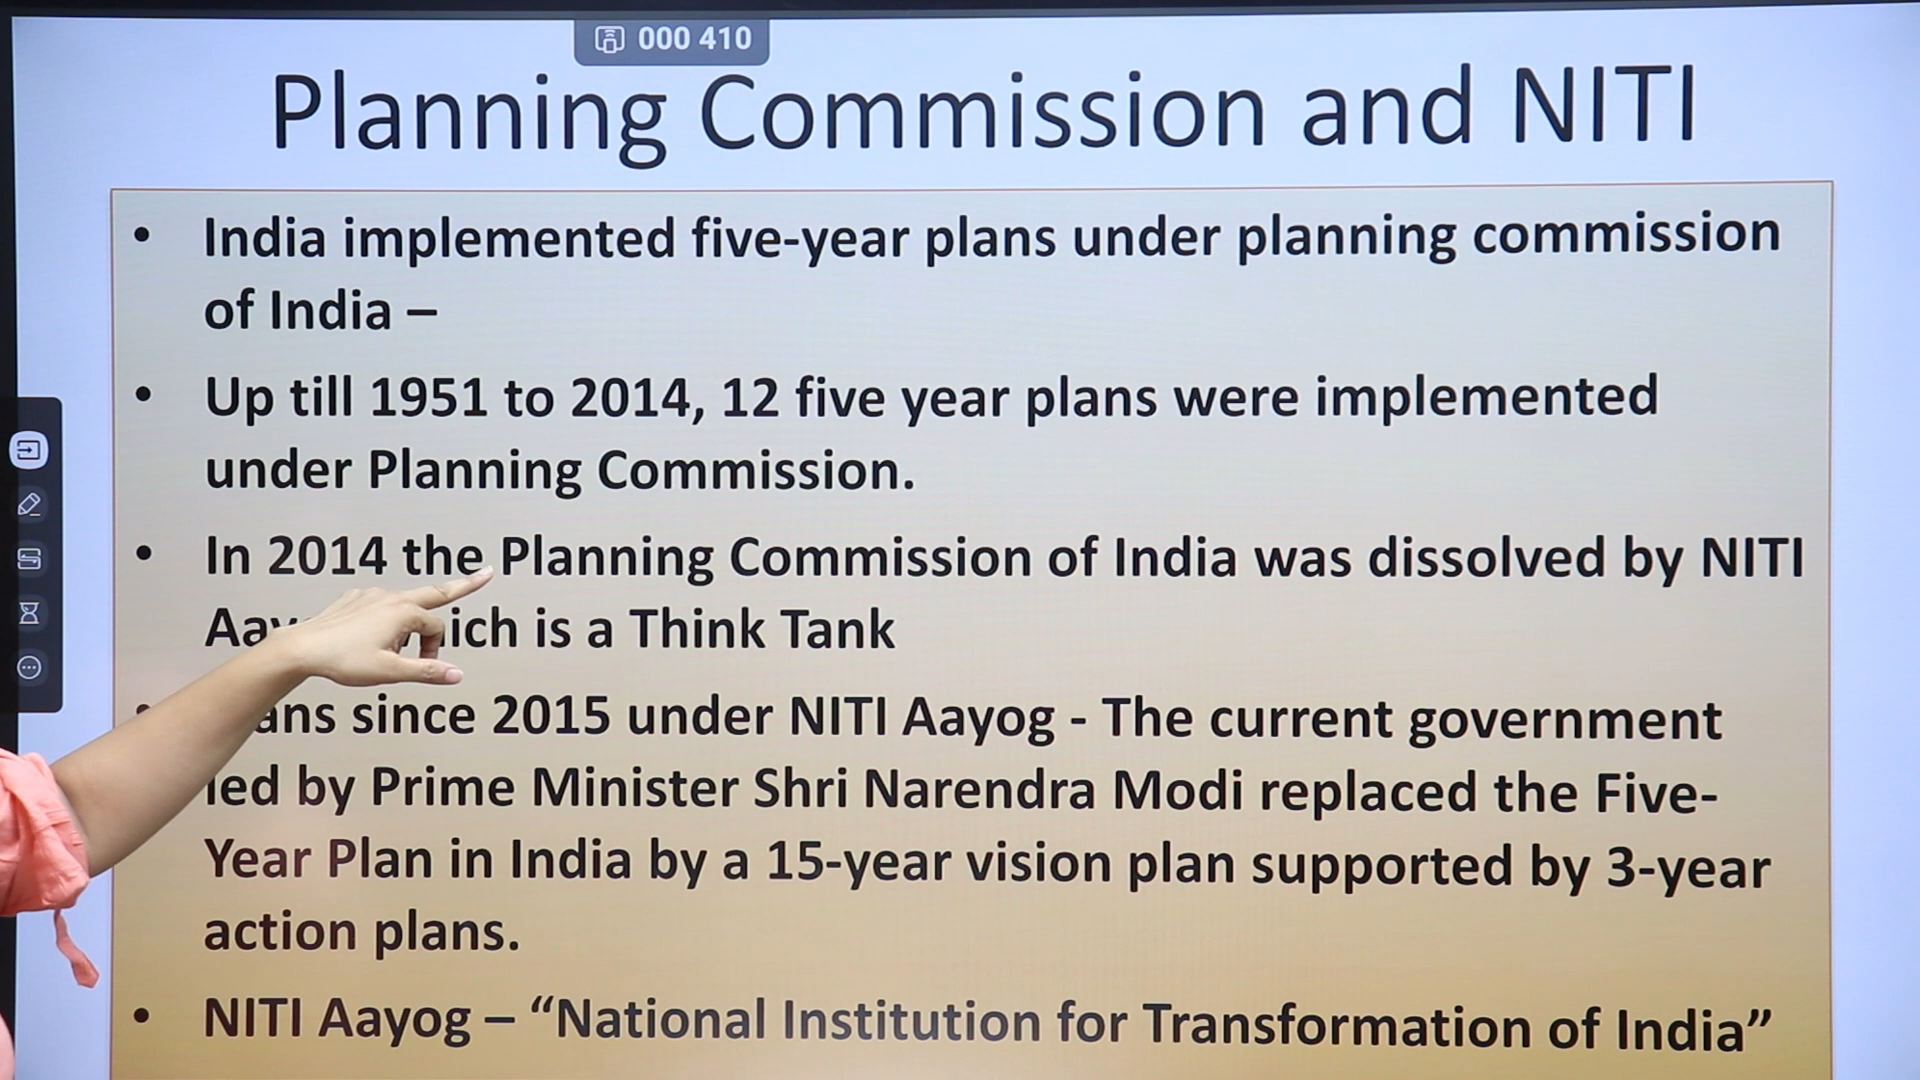 000 410
Planning Commission and NITI
• India implemented five-year plans under planning commission
of India –
• Up till 1951 to 2014, 12 five year plans were implemented
under Planning Commission.
• In 2014 the Planning Commission of India was dissolved by NITI
is a Think Tank
• since 2015 under NITI Aayog - The current government
led by Prime Minister Shri Narendra Modi replaced the Five-
Year Plan in India by a 15-year vision plan supported by 3-year
action plans.
• NITI Aayog – “National Institution for Transformation of India”